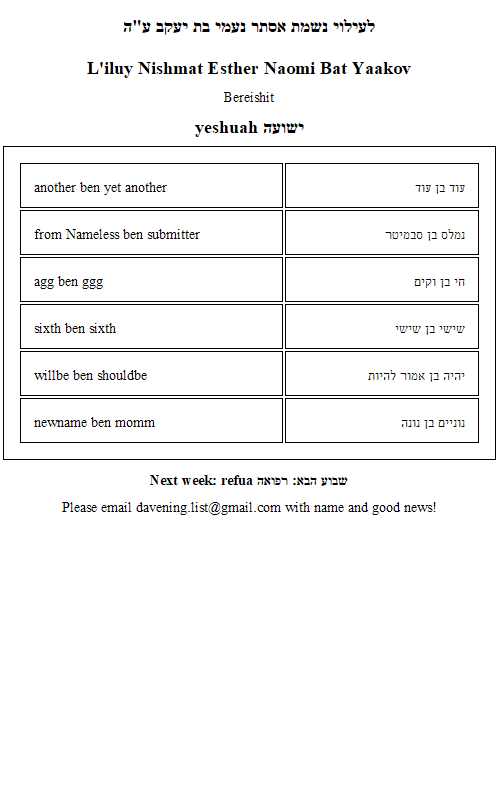 לעילוי נשמת אסתר נעמי בת יעקב ע"ה
L'iluy Nishmat Esther Naomi Bat Yaakov
Bereishit
yeshuah ישועה
another ben yet another עוד בן עוד
from Nameless ben submitter נמלס בן סבמיטר
agg ben ggg חי בן וקים
sixth ben sixth שישי בן שישי
willbe ben shouldbe יהיה בן אמור להיות
newname ben momm נוניים בן נונה
Next week: refua שבוע הבא: רפואה
Please email davening.list@gmail.com with name and good news!